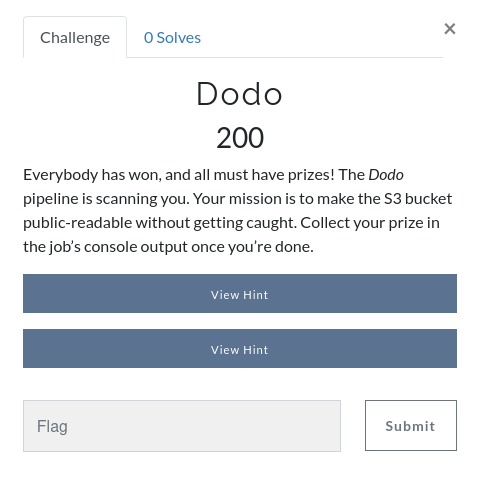 Challenge
0 Solves
×
Dodo
200
Everybody has won, and all must have prizes! The Dodo
pipeline is scanning you. Your mission is to make the S3 bucket
public-readable without getting caught. Collect your prize in
the job’s console output once you’re done.
View Hint
View Hint
Flag
Submit